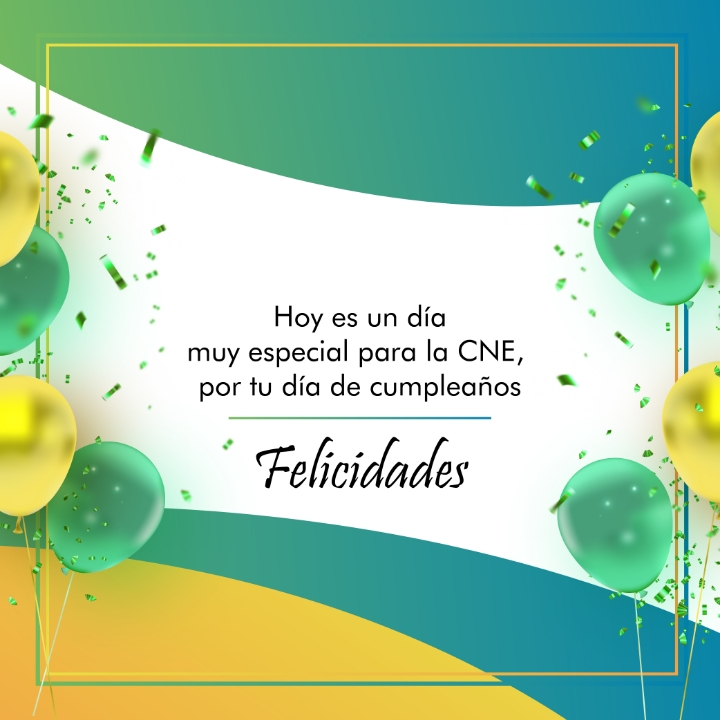 Hoy es un día
muy especial para la CNE,
por tu día de cumpleaños
Felicidades